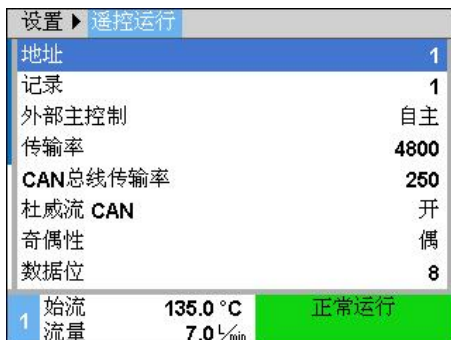 设置 ▶ 遥控运行
地址 1
记录 1
外部主控制 自主
传输率 4800
CAN总线传输率 250
杜威流 CAN 开
奇偶性 偶
数据位 8
1 始流 135.0 °C 正常运行
流量 7.0 L/min